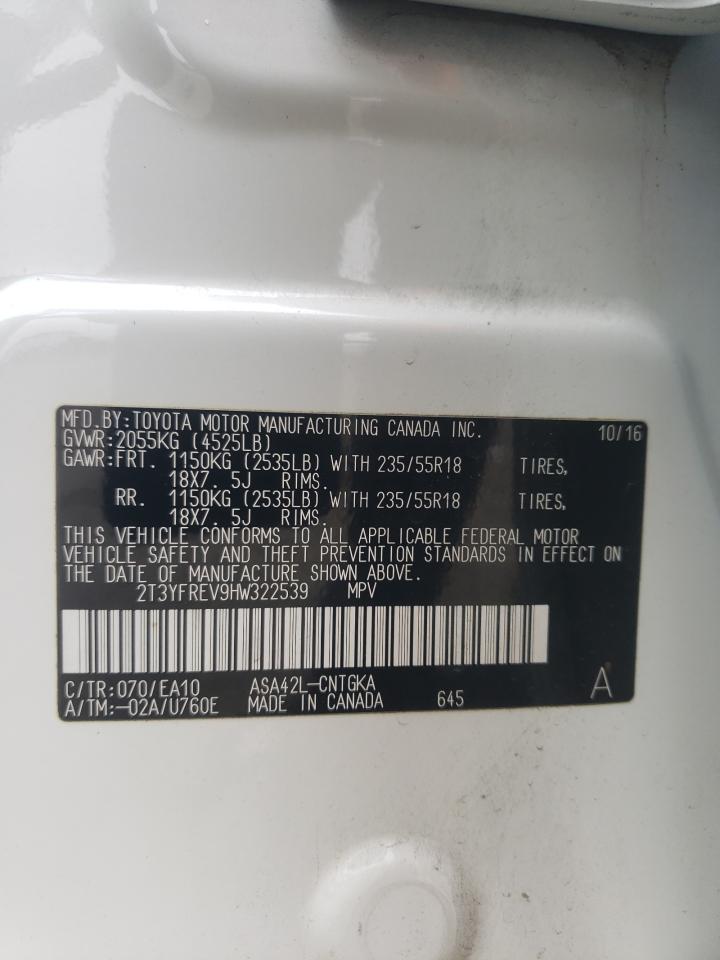 MFD.BY:TOYOTA MOTOR MANUFACTURING CANADA INC. 10/16
GVWR:2055KG (4525LB)
GAWR:FRT. 1150KG (2535LB) WITH 235/55R18 TIRES,
18X7. 5J RIMS.
RR. 1150KG (2535LB) WITH 235/55R18 TIRES,
18X7. 5J RIMS.
THIS VEHICLE CONFORMS TO ALL APPLICABLE FEDERAL MOTOR
VEHICLE SAFETY AND THEFT PREVENTION STANDARDS IN EFFECT ON
THE DATE OF MANUFACTURE SHOWN ABOVE.
2T3YFREV9HW322539 MPV
C/TR:070/EA10 ASA42L-CNTGKA
A/TM:-02A/U760E MADE IN CANADA 645 A